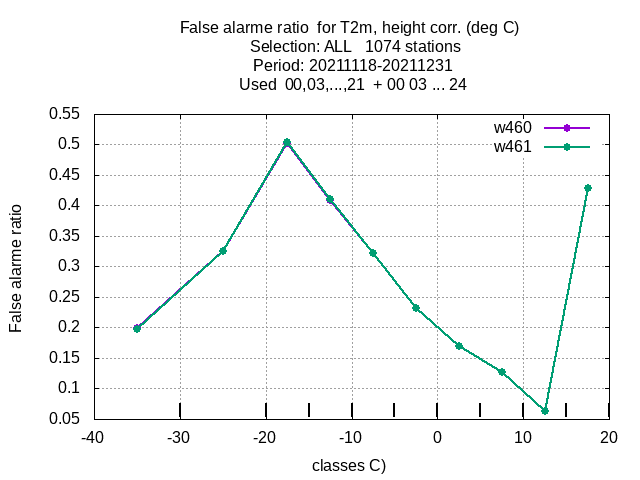 False alarme ratio  for T2m, height corr. (deg C)
Selection: ALL   1074 stations
Period: 20211118-20211231
Used  00,03,...,21  + 00 03 ... 24
w460
w461
0.55
0.5
0.45
0.4
0.35
0.3
0.25
0.2
0.15
0.1
0.05
False alarme ratio
-40 -30 -20 -10 0 10 20
classes C)